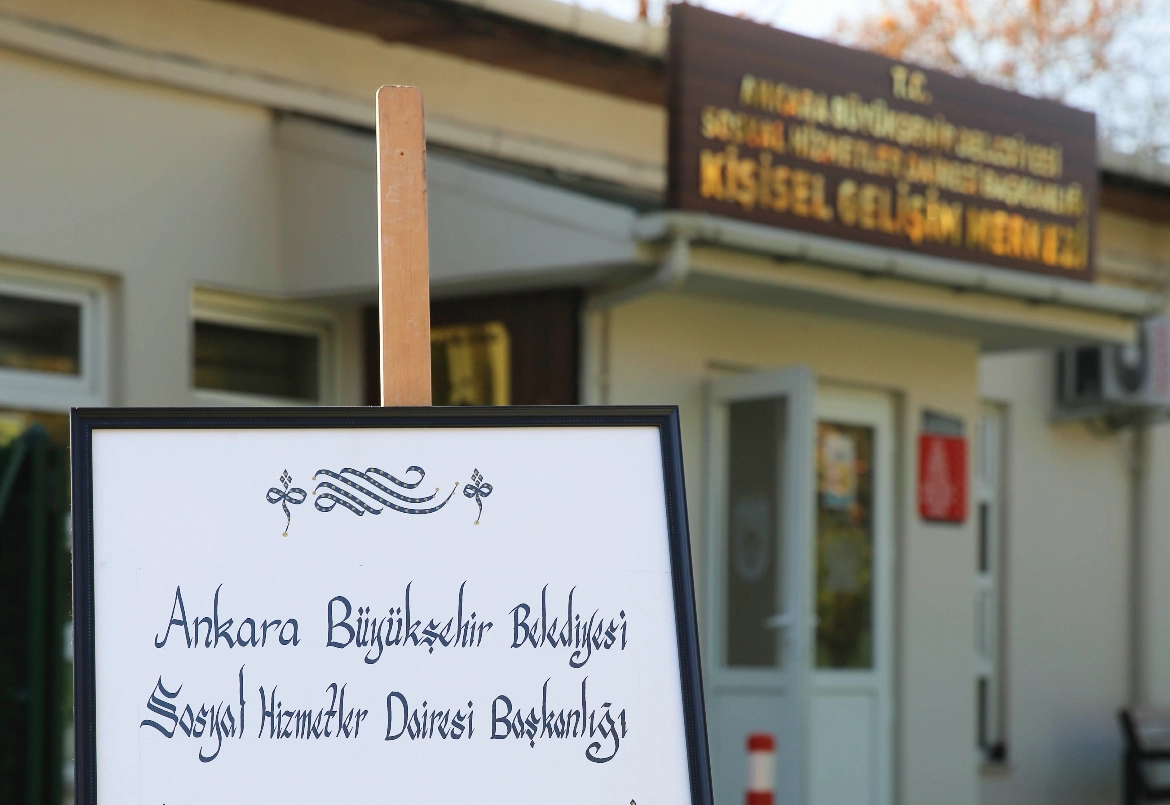 T.C.
ANKARA BÜYÜKŞEHİR BELEDİYESİ
SOSYAL HİZMETLER DAİRESİ BAŞKANLIĞI
KİŞİSEL GELİŞİM MERKEZİ
Ankara Büyükşehir Belediyesi
Sosyal Hizmetler Dairesi Başkanlığı